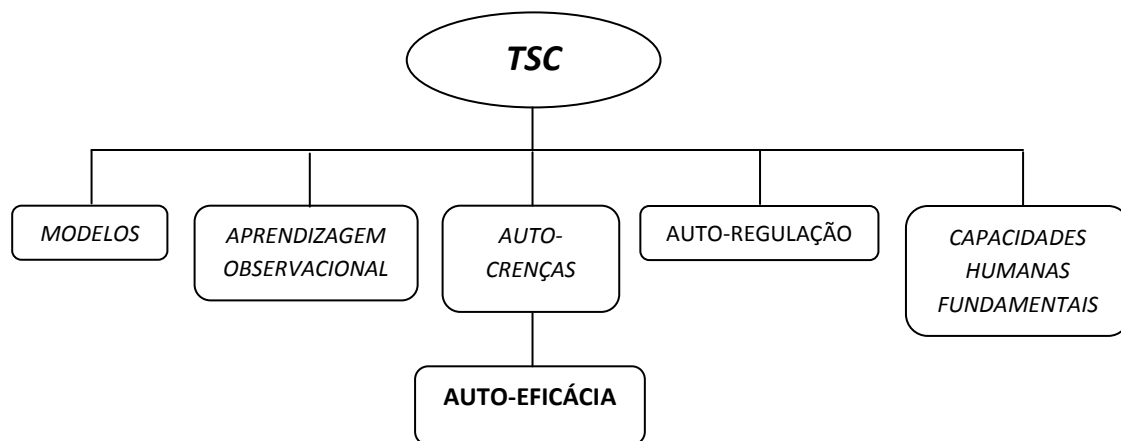 TSC
MODELOS
APRENDIZAGEM
OBSERVACIONAL
AUTO-
CRENÇAS
AUTO-REGULAÇÃO
CAPACIDADES
HUMANAS
FUNDAMENTAIS
AUTO-EFICÁCIA